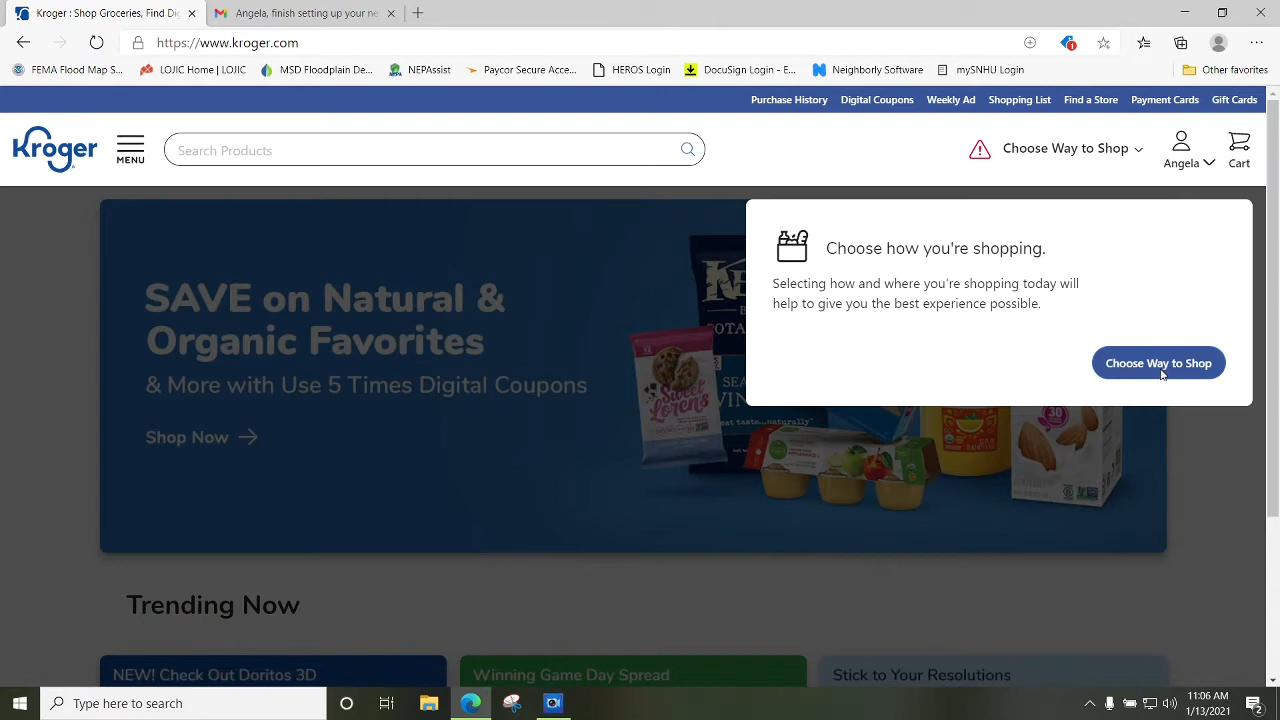 Kroger : Shop Groceries, Find Dig
Angela, finish setting up your ne
https://www.kroger.com
1
FEMA Flood Map S...
LOJIC Home | LOJIC
MSD Floodplain De...
NEPAssist
Paycor Secure Acce...
HEROS Login
DocuSign Login - E...
Neighborly Software
mySNHU Login
Other favorites
Purchase History
Digital Coupons
Weekly Ad
Shopping List
Find a Store
Payment Cards
Gift Cards
Kroger
MENU
Search Products
Choose Way to Shop
Angela
Cart
Choose how you're shopping.
Selecting how and where you're shopping today will
help to give you the best experience possible.
Choose Way to Shop
SAVE on Natural &
Organic Favorites
& More with Use 5 Times Digital Coupons
Shop Now
Sweet
Loren's
30
Trending Now
NEW! Check Out Doritos 3D
Winning Game Day Spread
Stick to Your Resolutions
Type here to search
11:06 AM
1/13/2021
2